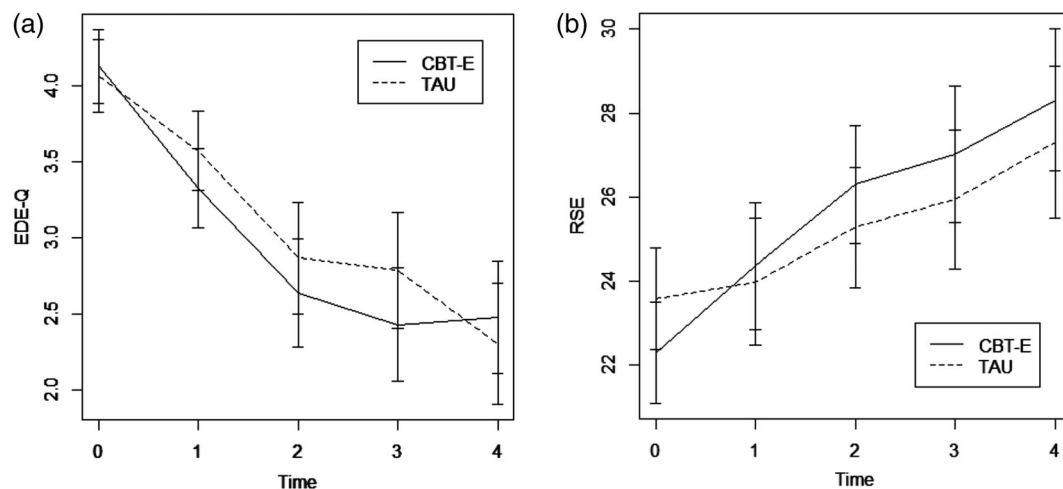 (a)
EDE-Q
4.0
3.5
3.0
2.5
2.0
CBT-E
TAU
0 1 2 3 4
Time
(b)
RSE
30
28
26
24
22
CBT-E
TAU
0 1 2 3 4
Time